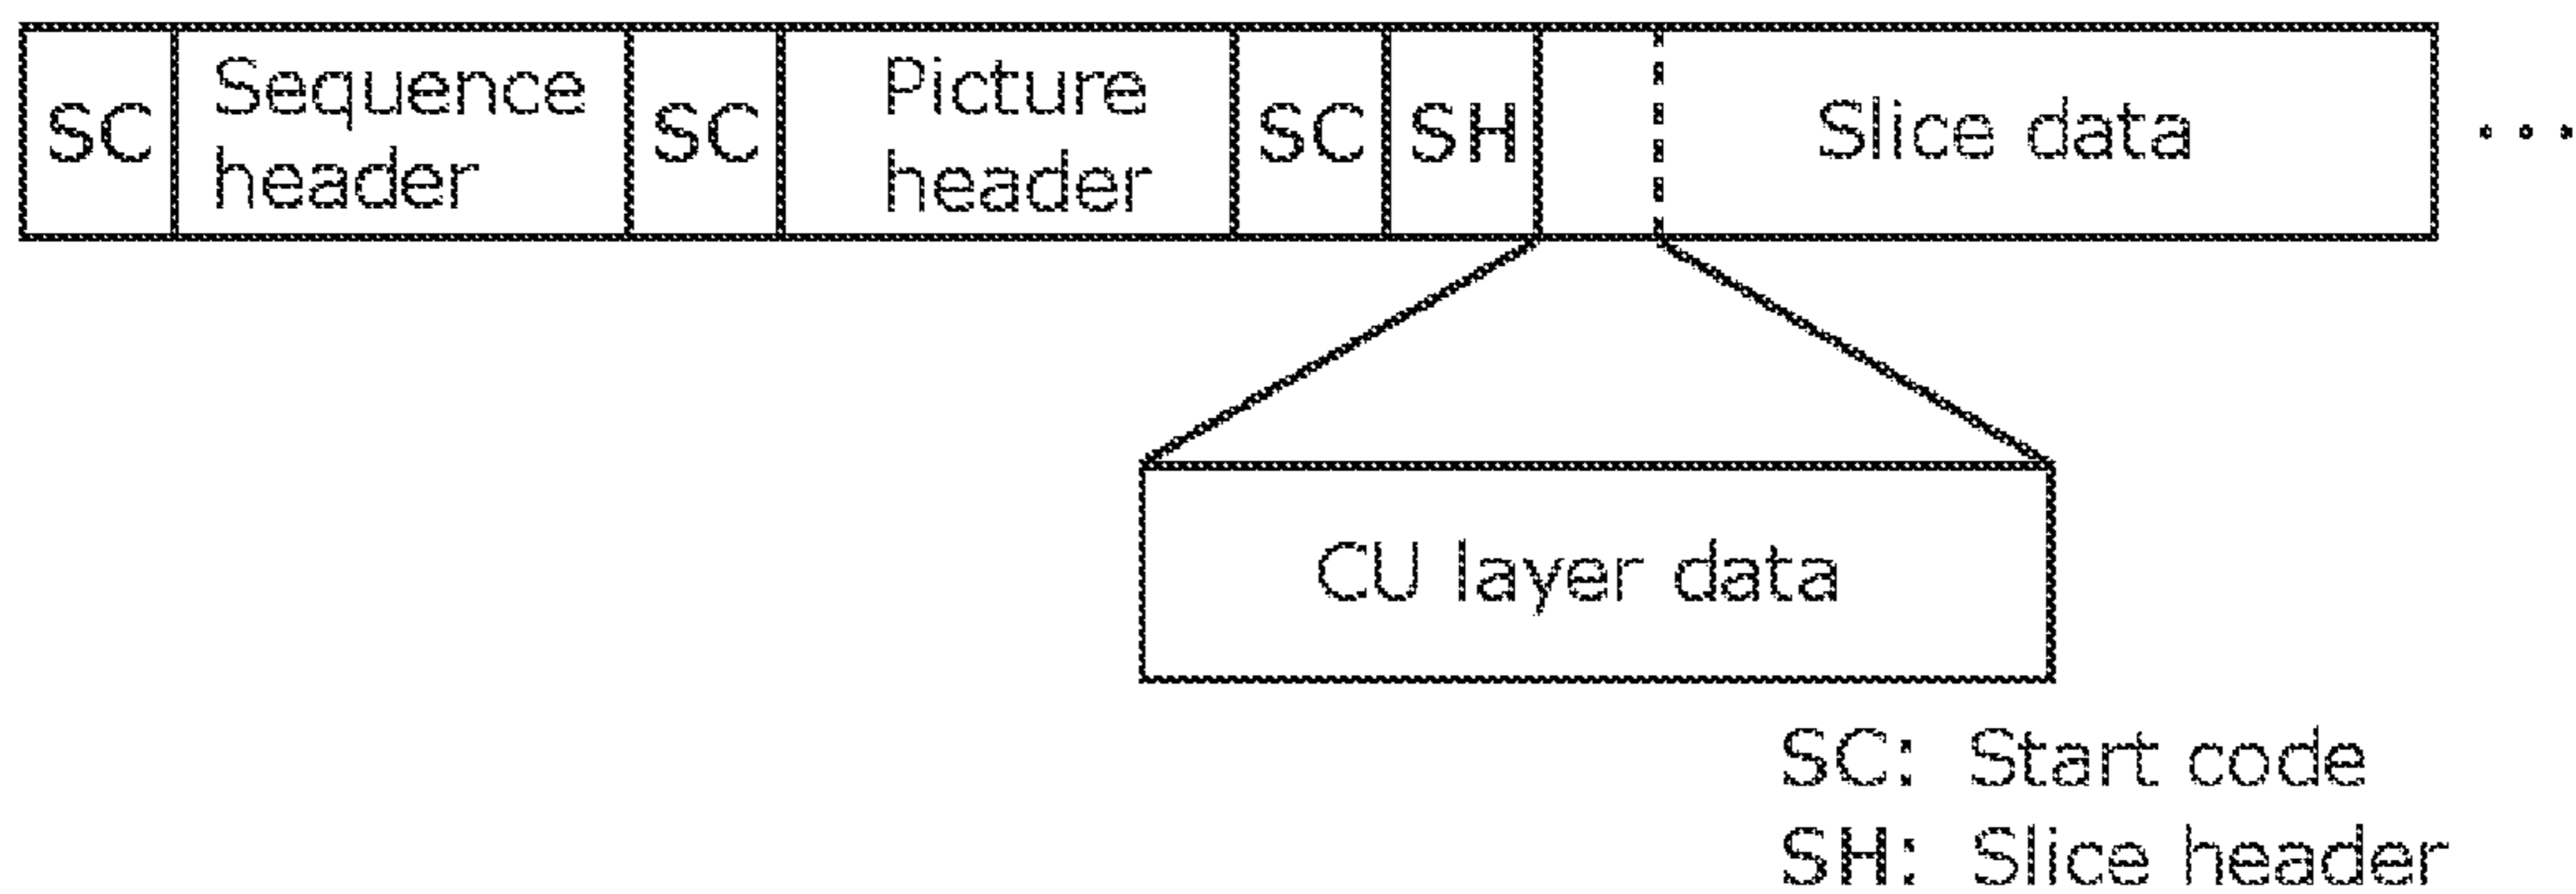 SC
Sequence
header
SC
Picture
header
SC
SH
Slice data
...
CU layer data
SC: Start code
SH: Slice header